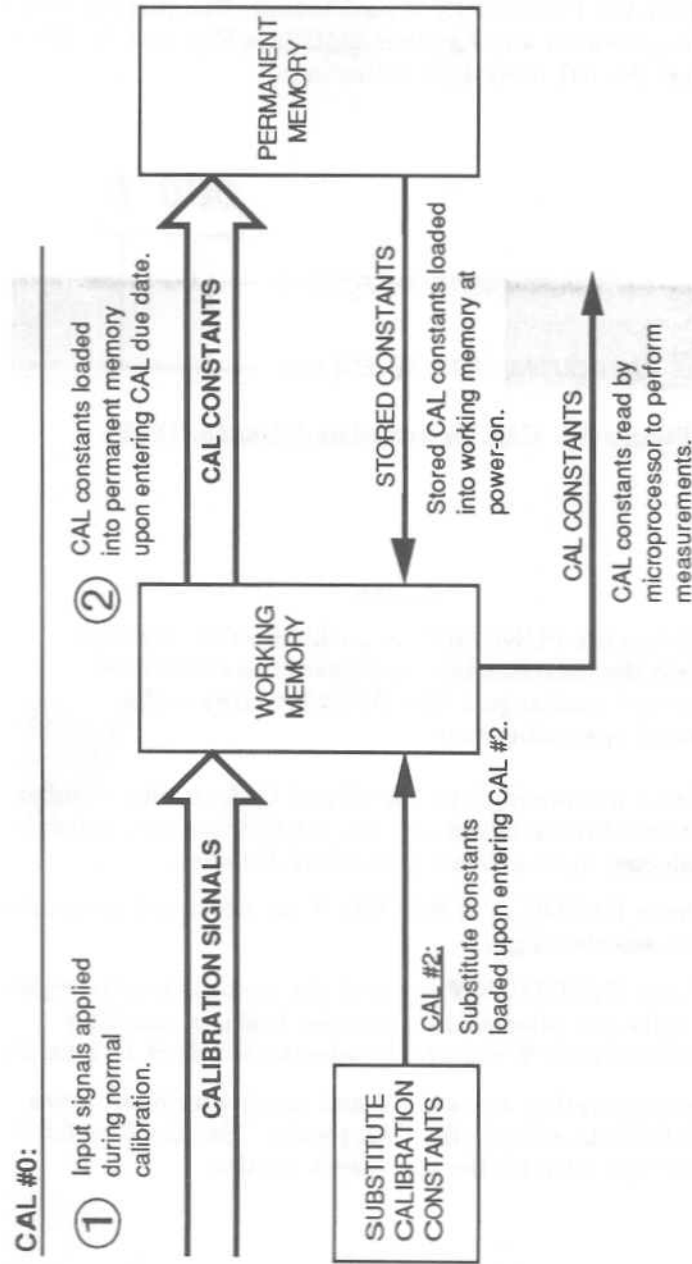 CAL #0:
1
Input signals applied
during normal
calibration.
CALIBRATION SIGNALS
2
CAL constants loaded
into permanent memory
upon entering CAL due date.
CAL CONSTANTS
WORKING
MEMORY
PERMANENT
MEMORY
STORED CONSTANTS
Stored CAL constants loaded
into working memory at
power-on.
SUBSTITUTE
CALIBRATION
CONSTANTS
CAL #2:
Substitute constants
loaded upon entering CAL #2.
CAL CONSTANTS
CAL constants read by
microprocessor to perform
measurements.